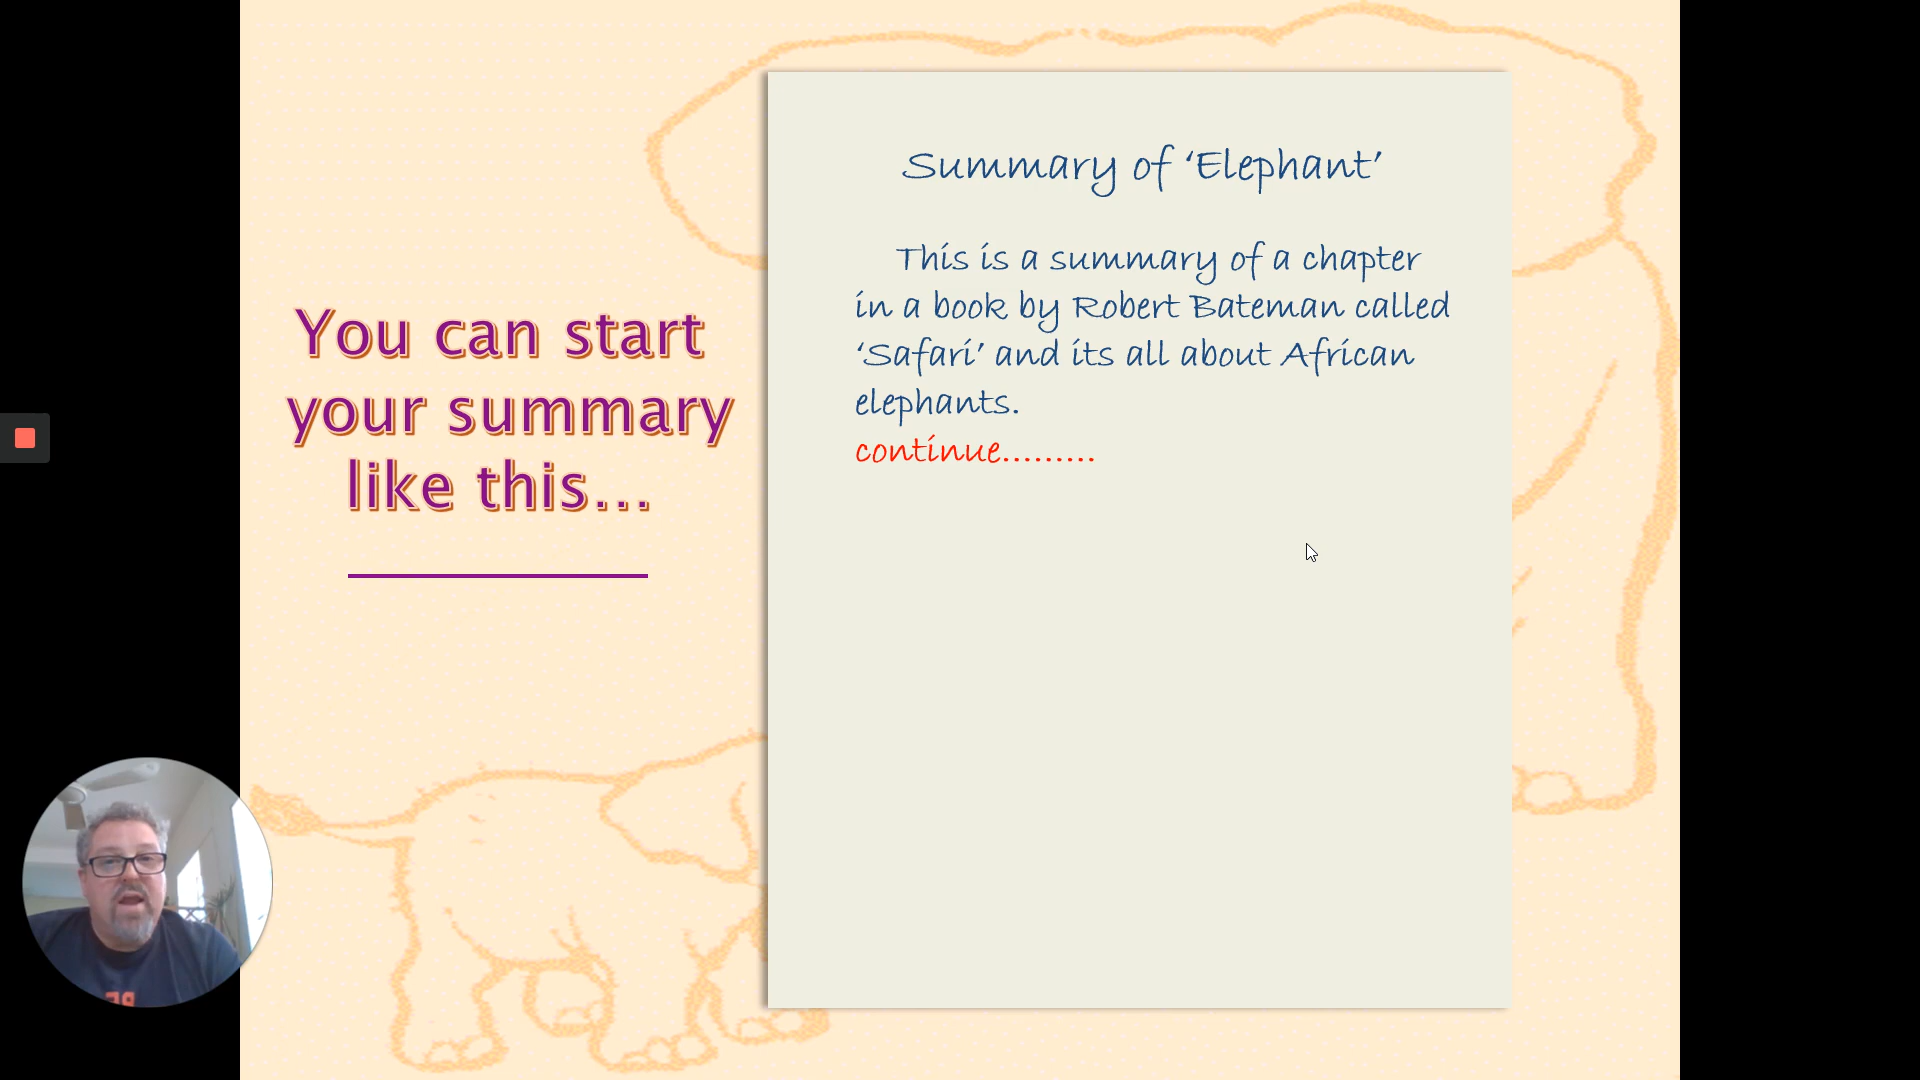 You can start
your summary
like this...
Summary of ‘Elephant’
This is a summary of a chapter
in a book by Robert Bateman called
‘Safari’ and its all about African
elephants.
continue.........